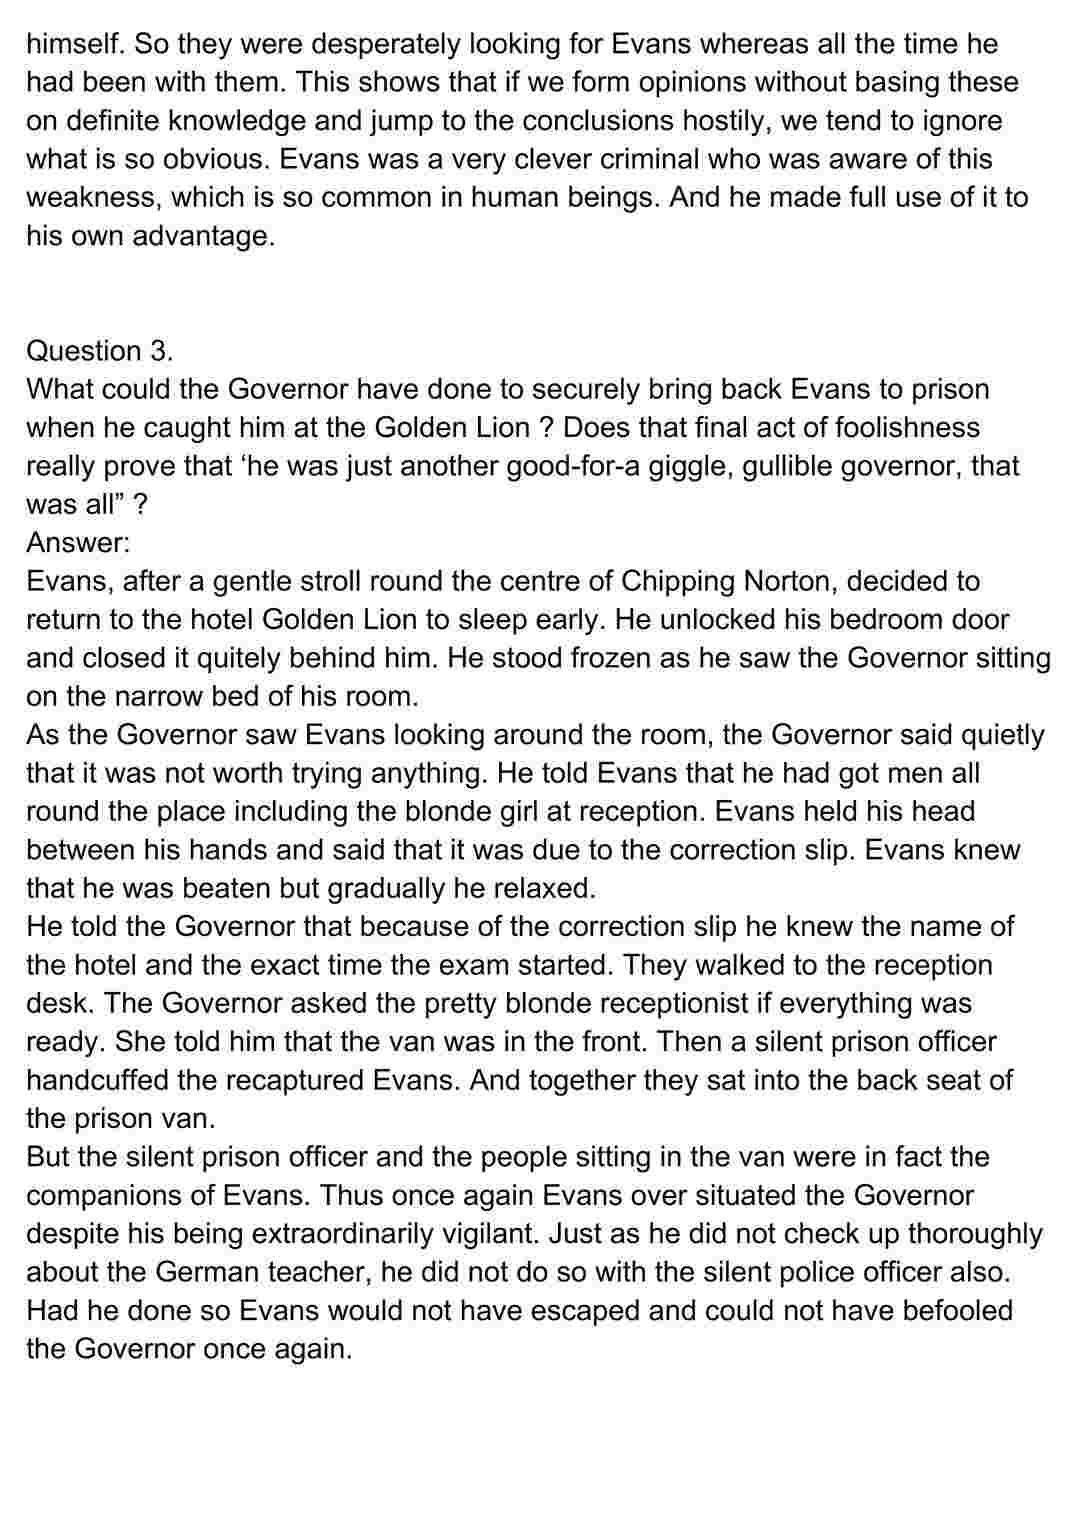 himself. So they were desperately looking for Evans whereas all the time he
had been with them. This shows that if we form opinions without basing these
on definite knowledge and jump to the conclusions hostily, we tend to ignore
what is so obvious. Evans was a very clever criminal who was aware of this
weakness, which is so common in human beings. And he made full use of it to
his own advantage.
Question 3.
What could the Governor have done to securely bring back Evans to prison
when he caught him at the Golden Lion ? Does that final act of foolishness
really prove that ‘he was just another good-for-a giggle, gullible governor, that
was all” ?
Answer:
Evans, after a gentle stroll round the centre of Chipping Norton, decided to
return to the hotel Golden Lion to sleep early. He unlocked his bedroom door
and closed it quitely behind him. He stood frozen as he saw the Governor sitting
on the narrow bed of his room.
As the Governor saw Evans looking around the room, the Governor said quietly
that it was not worth trying anything. He told Evans that he had got men all
round the place including the blonde girl at reception. Evans held his head
between his hands and said that it was due to the correction slip. Evans knew
that he was beaten but gradually he relaxed.
He told the Governor that because of the correction slip he knew the name of
the hotel and the exact time the exam started. They walked to the reception
desk. The Governor asked the pretty blonde receptionist if everything was
ready. She told him that the van was in the front. Then a silent prison officer
handcuffed the recaptured Evans. And together they sat into the back seat of
the prison van.
But the silent prison officer and the people sitting in the van were in fact the
companions of Evans. Thus once again Evans over situated the Governor
despite his being extraordinarily vigilant. Just as he did not check up thoroughly
about the German teacher, he did not do so with the silent police officer also.
Had he done so Evans would not have escaped and could not have befooled
the Governor once again.